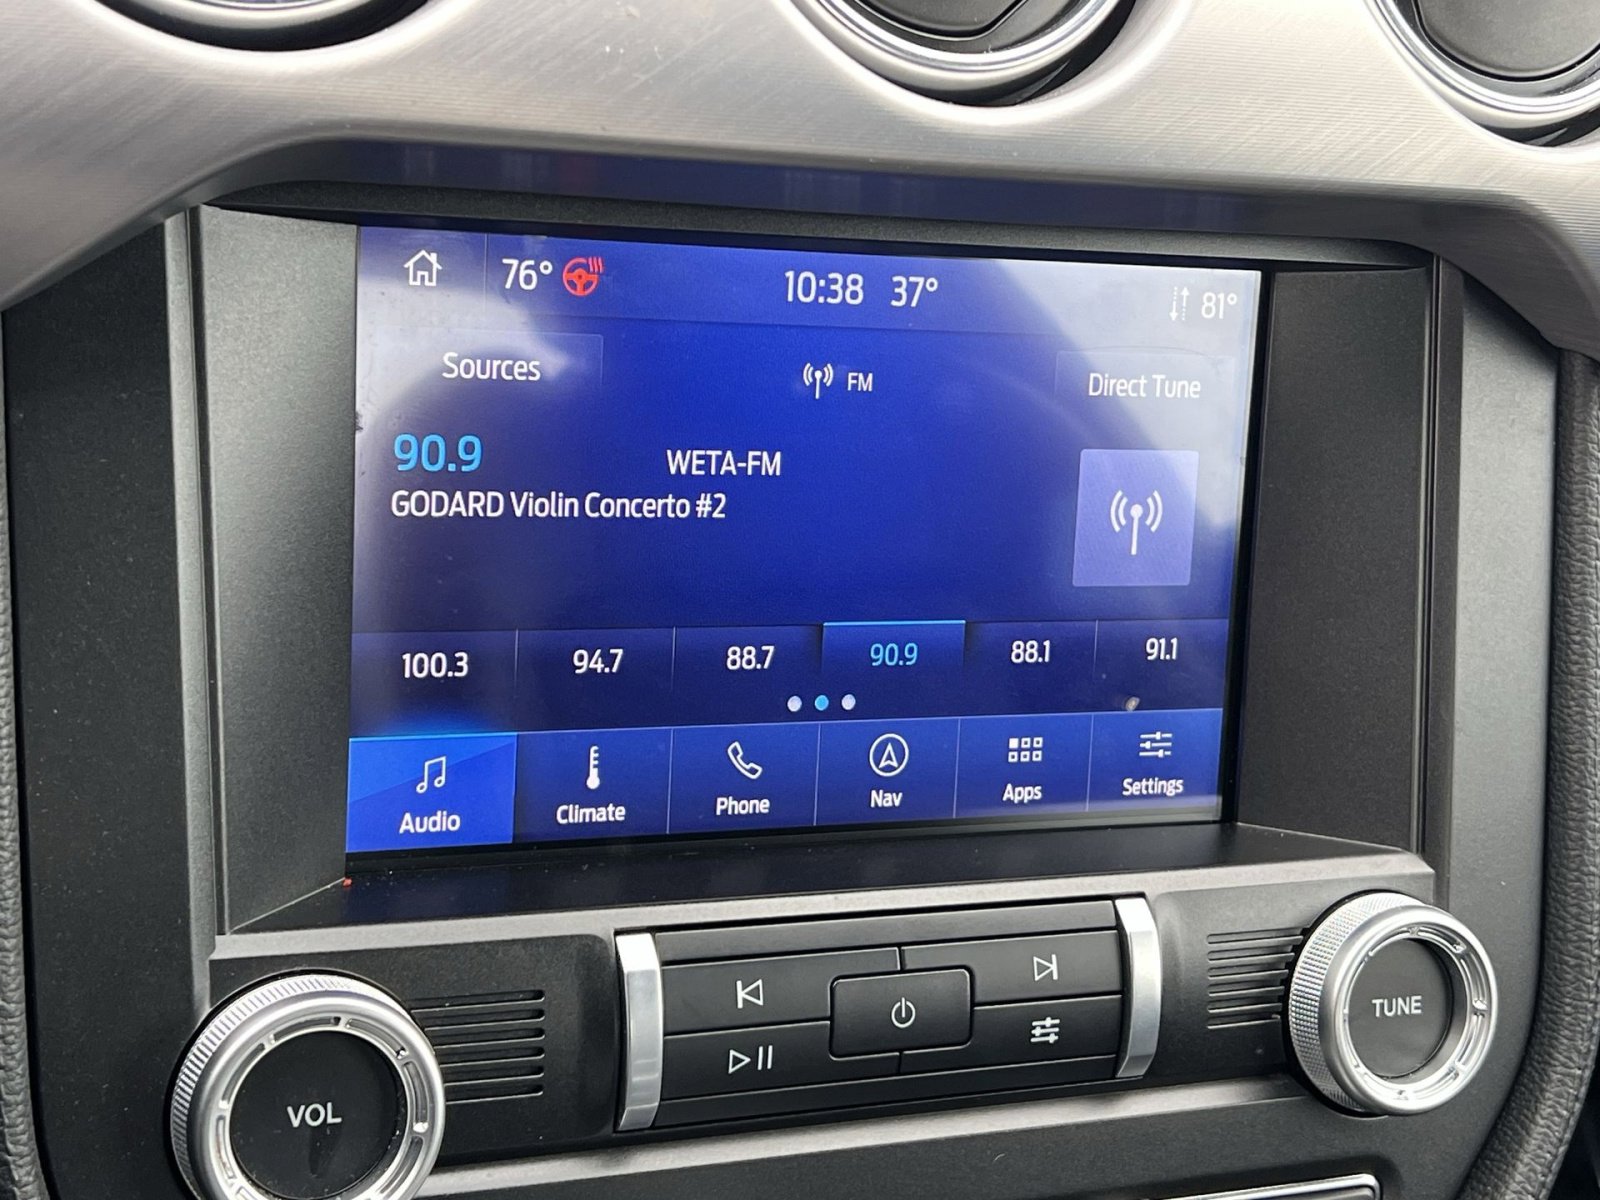 76° 10:38 37° 81°
Sources FM Direct Tune
90.9 WETA-FM
GODARD Violin Concerto #2
100.3 94.7 88.7 90.9 88.1 91.1
Audio Climate Phone Nav Apps Settings
VOL TUNE